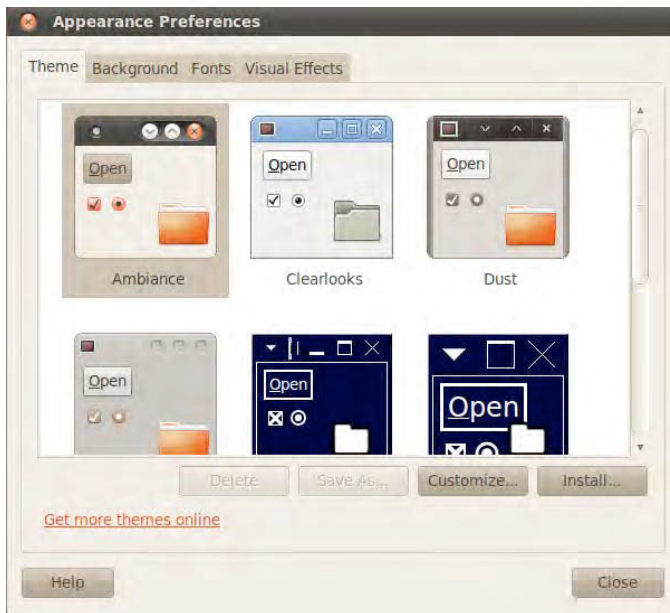 Appearance Preferences
Theme Background Fonts Visual Effects
Open Open Open
Ambiance Clearlooks Dust
Open Open Open
Delete Save As... Customize... Install...
Get more themes online
Help Close